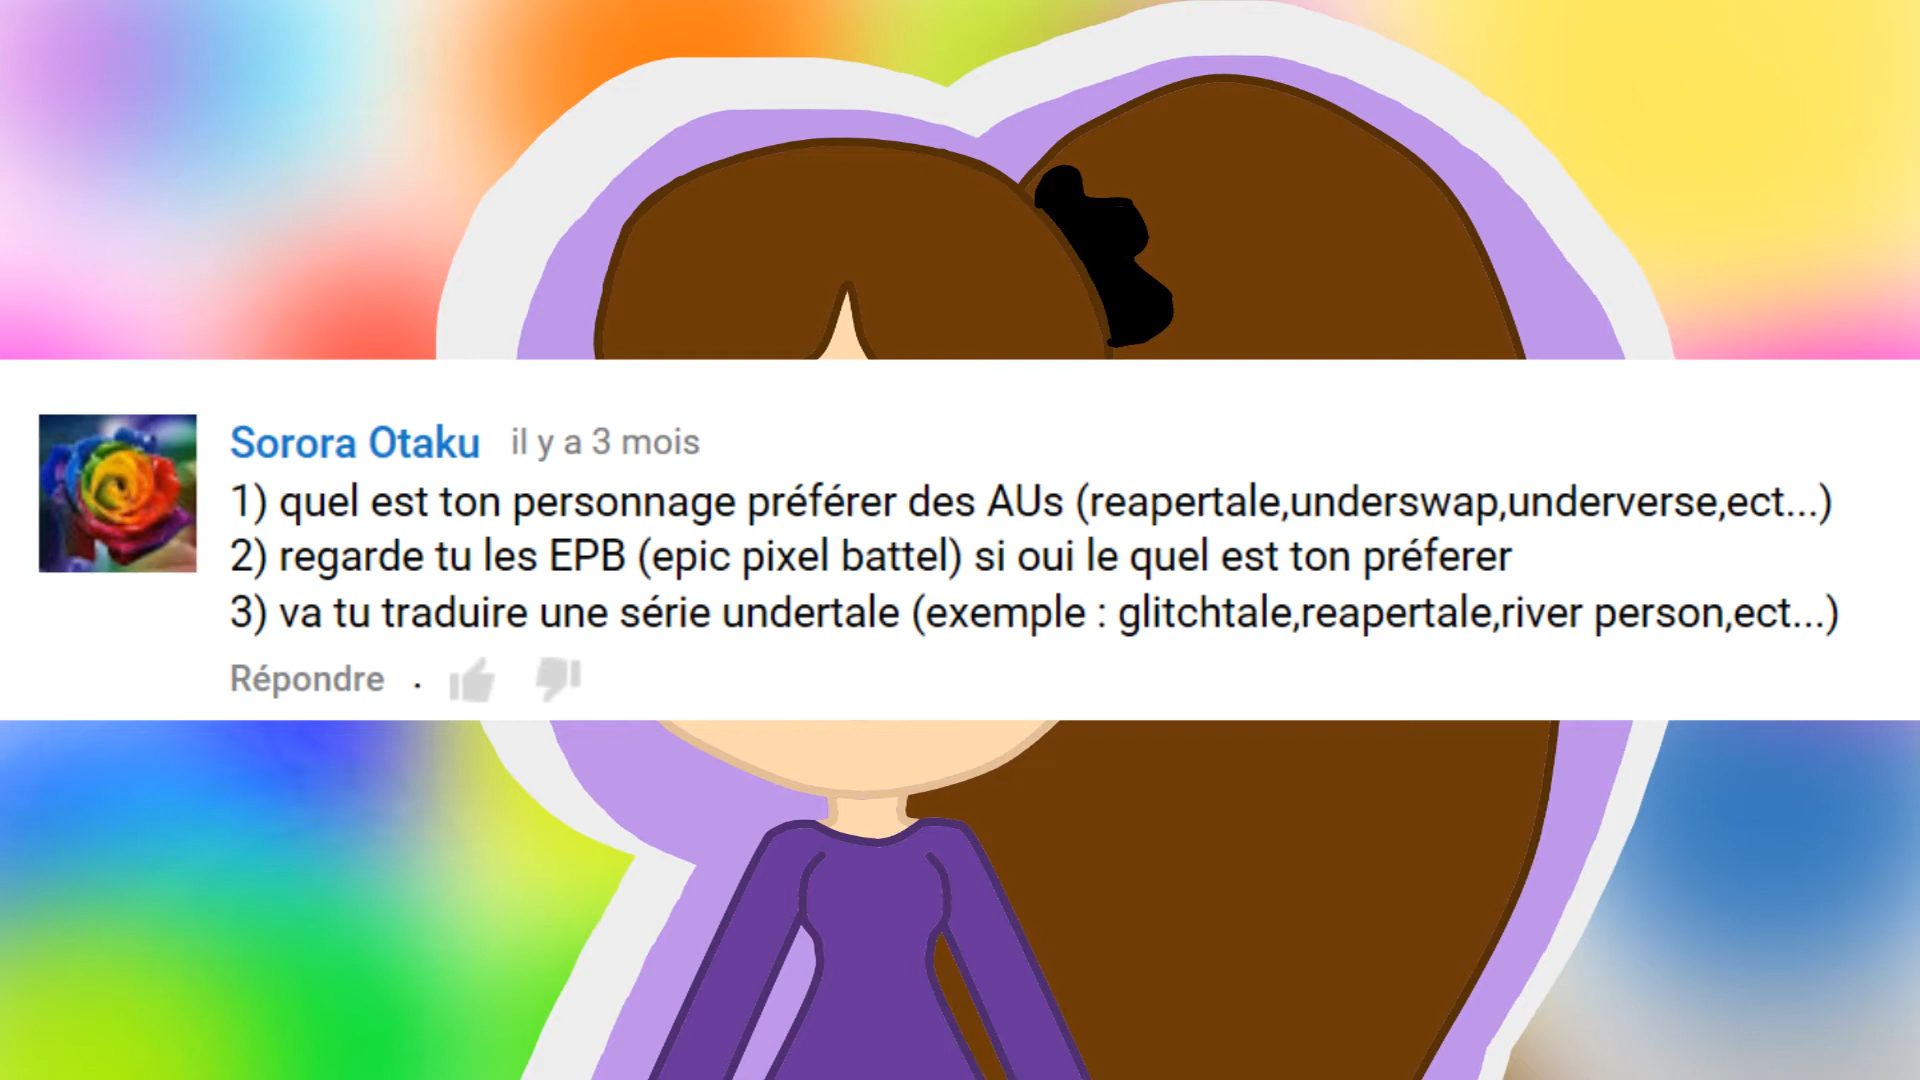 Sorora Otaku il y a 3 mois
1) quel est ton personnage préférer des AUs (reapertale,underswap,underverse,ect...)
2) regarde tu les EPB (epic pixel battel) si oui le quel est ton préferer
3) va tu traduire une série undertale (exemple : glitchtale,reapertale,river person,ect...)
Répondre .